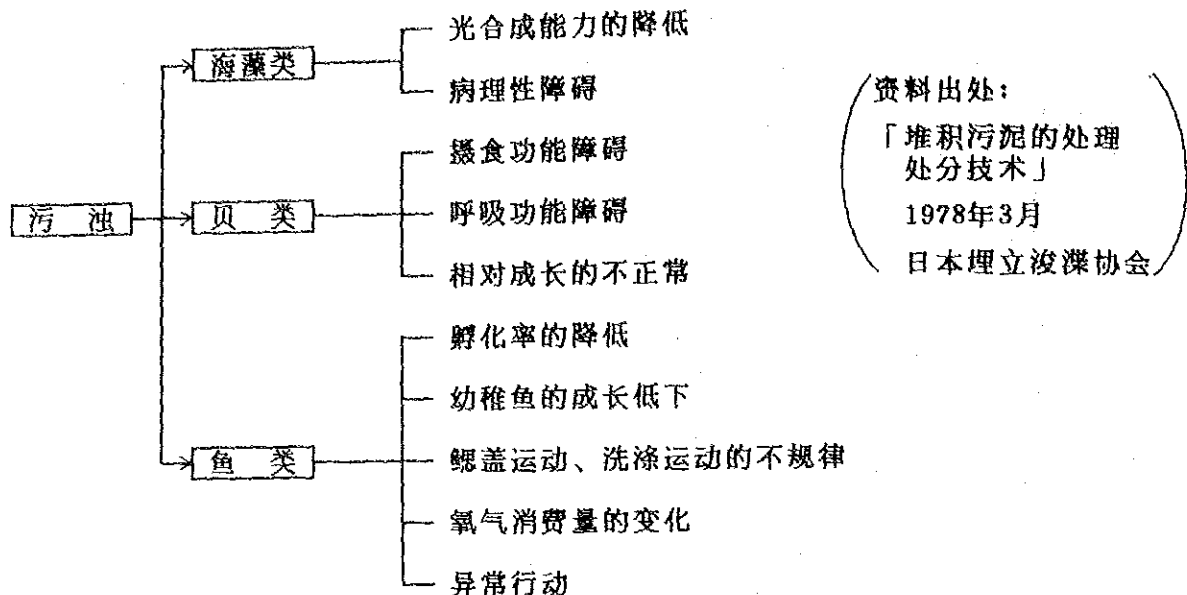 光合成能力的降低
海藻类
病理性障碍
摄食功能障碍
污浊
贝类
呼吸功能障碍
相对成长的不正常
孵化率的降低
幼稚鱼的成长低下
鱼类
鳃盖运动、洗涤运动的不规律
氧气消费量的变化
异常行动
资料出处:
「堆积污泥的处理
处分技术」
1978年3月
日本埋立浚渫协会